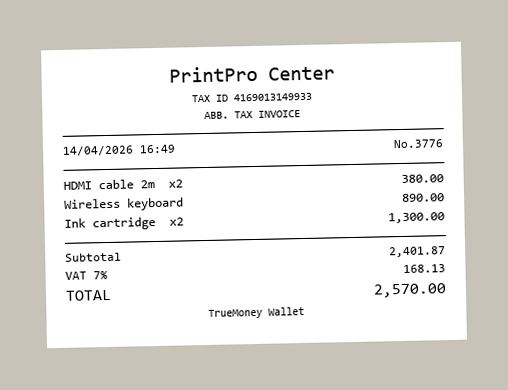 PrintPro Center
TAX ID 4169013149933
ABB. TAX INVOICE
14/04/2026 16:49 No.3776
HDMI cable 2m x2 380.00
Wireless keyboard 890.00
Ink cartridge x2 1,300.00
Subtotal 2,401.87
VAT 7% 168.13
TOTAL 2,570.00
TrueMoney Wallet